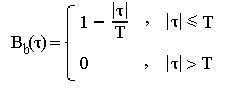 B_b(τ) = { 1 − |τ|/T , |τ| ⩽ T
0 , |τ| > T